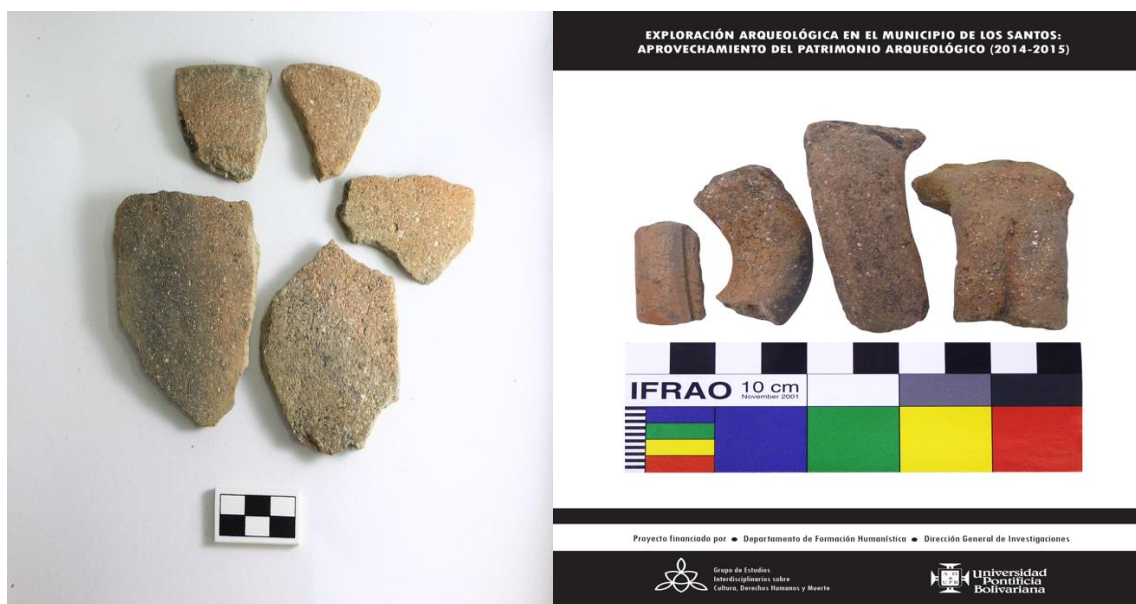 EXPLORACIÓN ARQUEOLÓGICA EN EL MUNICIPIO DE LOS SANTOS:
APROVECHAMIENTO DEL PATRIMONIO ARQUEOLÓGICO (2014-2015)
IFRAO 10 cm
November 2001
Proyecto financiado por ● Departamento de Formación Humanística ● Dirección General de Investigaciones
Grupo de Estudios
Interdisciplinarios sobre
Cultura, Derechos Humanos y Muerte
Universidad
Pontificia
Bolivariana